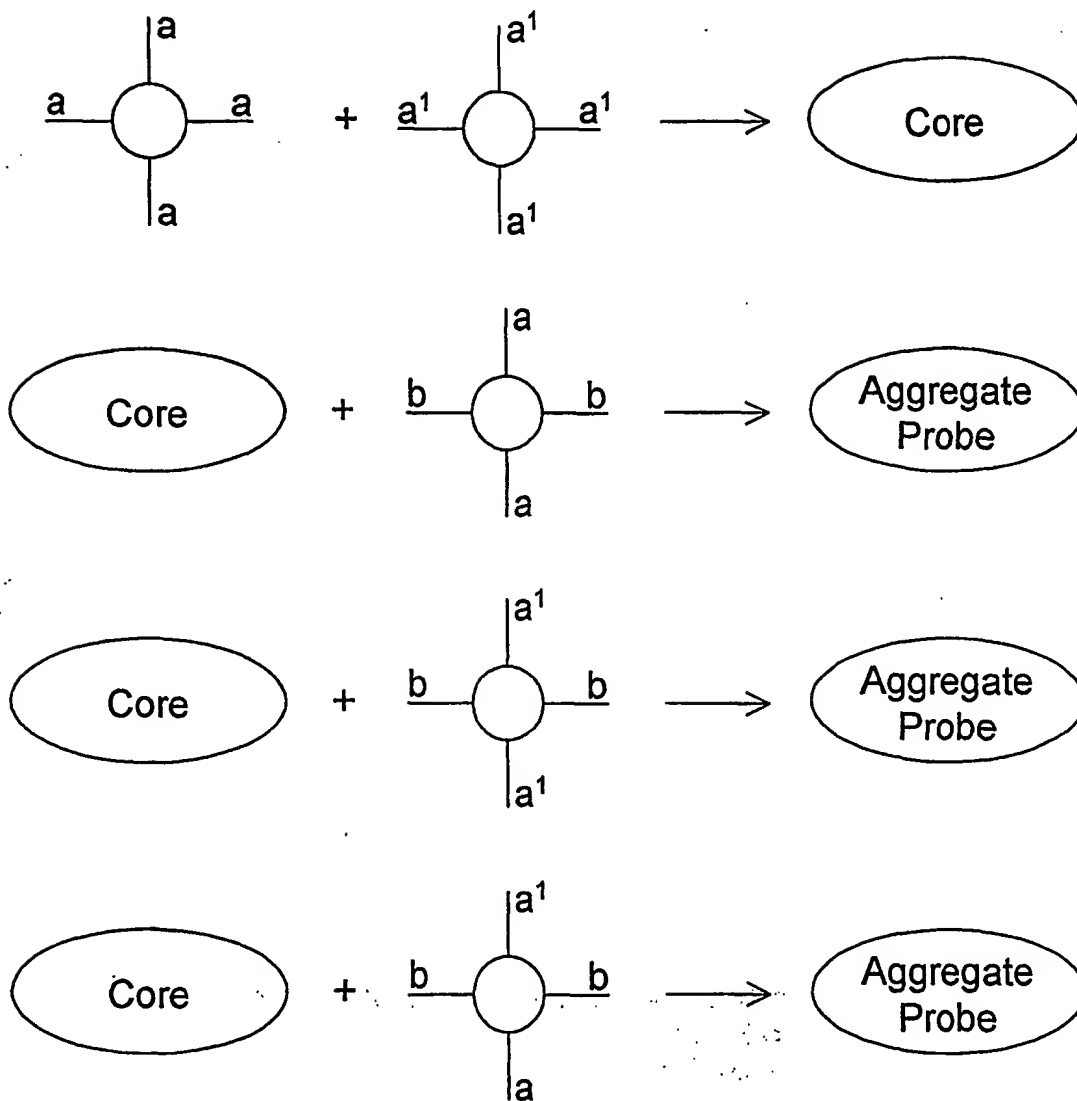 a a¹
a a + a¹ a¹ Core
a a¹
a
Core + b b Aggregate
Probe
a
a¹
Core + b b Aggregate
Probe
a¹
a¹
Core + b b Aggregate
Probe
a